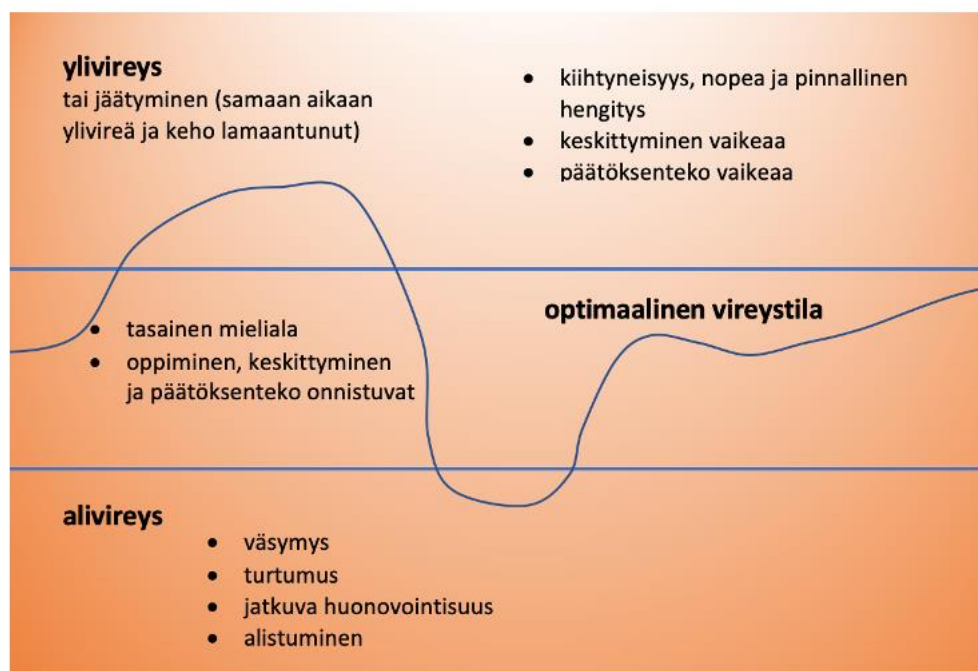 ylivireys
tai jäätyminen (samaan aikaan
ylivireä ja keho lamaantunut)
• kiihtyneisyys, nopea ja pinnallinen
hengitys
• keskittyminen vaikeaa
• päätöksenteko vaikeaa
optimaalinen vireystila
• tasainen mieliala
• oppiminen, keskittyminen
ja päätöksenteko onnistuvat
alivireys
• väsymys
• turtumus
• jatkuva huonovointisuus
• alistuminen